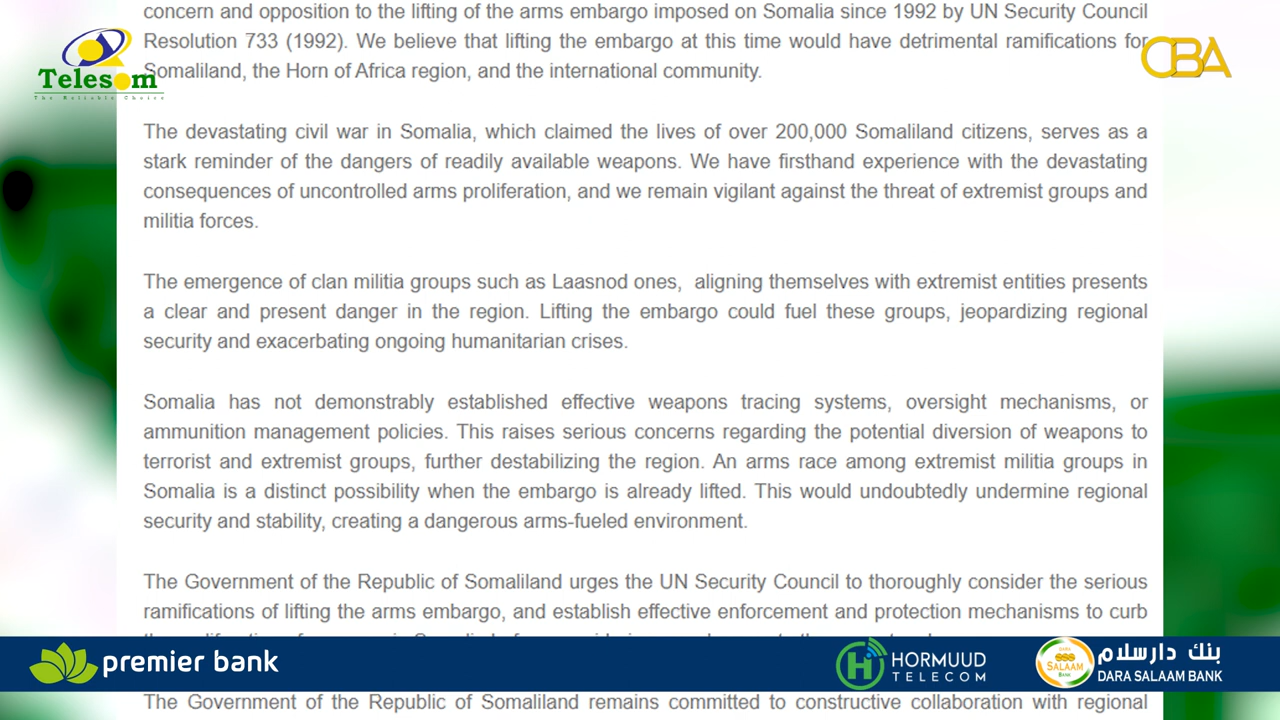 concern and opposition to the lifting of the arms embargo imposed on Somalia since 1992 by UN Security Council
Resolution 733 (1992). We believe that lifting the embargo at this time would have detrimental ramifications for
Somaliland, the Horn of Africa region, and the international community.
Telesom
The Reliable Choice
CBA
The devastating civil war in Somalia, which claimed the lives of over 200,000 Somaliland citizens, serves as a
stark reminder of the dangers of readily available weapons. We have firsthand experience with the devastating
consequences of uncontrolled arms proliferation, and we remain vigilant against the threat of extremist groups and
militia forces.
The emergence of clan militia groups such as Laasnod ones, aligning themselves with extremist entities presents
a clear and present danger in the region. Lifting the embargo could fuel these groups, jeopardizing regional
security and exacerbating ongoing humanitarian crises.
Somalia has not demonstrably established effective weapons tracing systems, oversight mechanisms, or
ammunition management policies. This raises serious concerns regarding the potential diversion of weapons to
terrorist and extremist groups, further destabilizing the region. An arms race among extremist militia groups in
Somalia is a distinct possibility when the embargo is already lifted. This would undoubtedly undermine regional
security and stability, creating a dangerous arms-fueled environment.
The Government of the Republic of Somaliland urges the UN Security Council to thoroughly consider the serious
ramifications of lifting the arms embargo, and establish effective enforcement and protection mechanisms to curb
premier bank
HORMUUD
TELECOM
DARA
SALAAM
BANK
بنك دارسلام
DARA SALAAM BANK
The Government of the Republic of Somaliland remains committed to constructive collaboration with regional